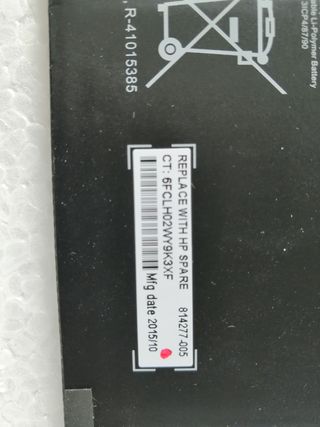 able Li-Polymer Battery
3ICP4/87/90
, R-41015385
REPLACE WITH HP SPARE 814277-005
CT: 6FCLH02WY9K3XF
Mfg date 2015/10